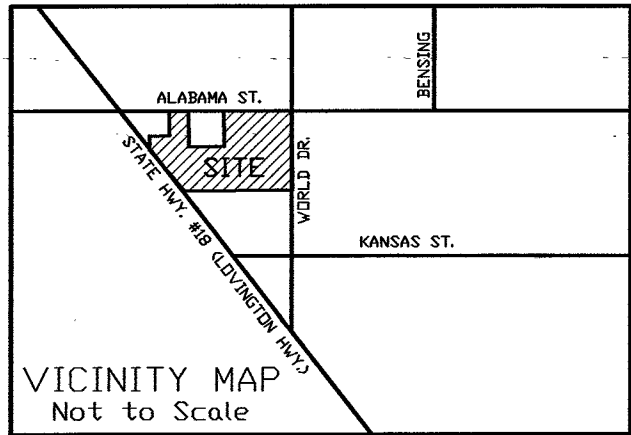 BENSING
ALABAMA ST.
SITE
WORLD DR.
STATE HWY. #18 (LOVINGTON HWY.)
KANSAS ST.
VICINITY MAP
Not to Scale